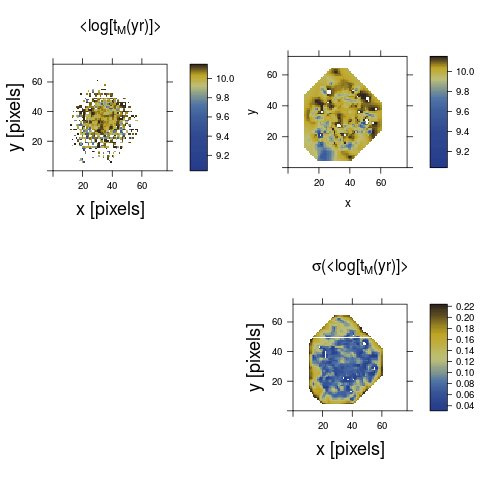 <log[tM(yr)]>
60
40
20
20 40 60
y [pixels]
x [pixels]
10.0
9.8
9.6
9.4
9.2
60
40
20
20 40 60
y
x
10.0
9.8
9.6
9.4
9.2
σ(<log[tM(yr)]>
60
40
20
20 40 60
y [pixels]
x [pixels]
0.22
0.20
0.18
0.16
0.14
0.12
0.10
0.08
0.06
0.04